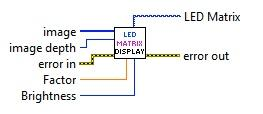 image
image depth
error in
Factor
Brightness
LED
MATRIX
DISPLAY
LED Matrix
error out